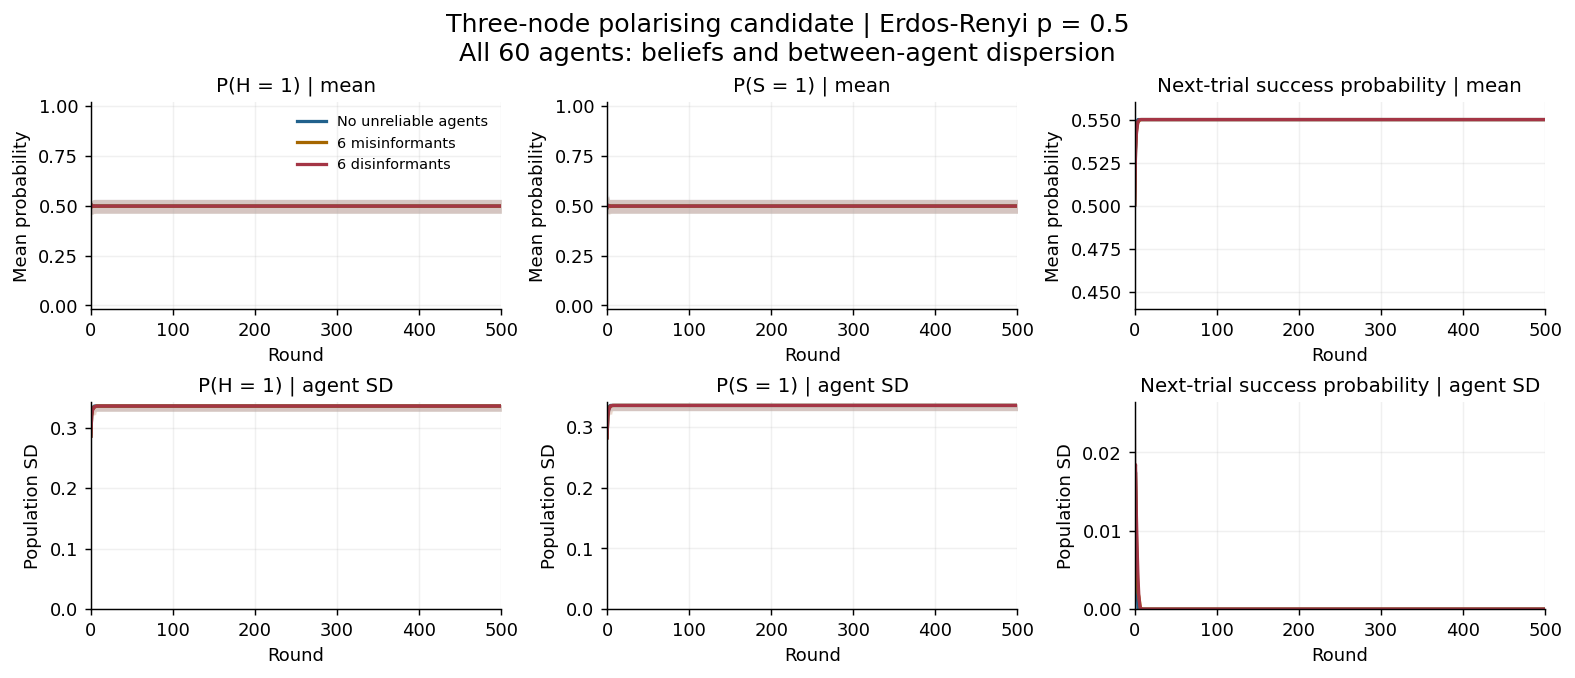 Three-node polarising candidate | Erdos-Renyi p = 0.5
All 60 agents: beliefs and between-agent dispersion
P(H = 1) | mean
Mean probability
1.00
0.75
0.50
0.25
0.00
No unreliable agents
6 misinformants
6 disinformants
0 100 200 300 400 500
Round
P(S = 1) | mean
Mean probability
1.00
0.75
0.50
0.25
0.00
0 100 200 300 400 500
Round
Next-trial success probability | mean
Mean probability
0.550
0.525
0.500
0.475
0.450
0 100 200 300 400 500
Round
P(H = 1) | agent SD
Population SD
0.3
0.2
0.1
0.0
0 100 200 300 400 500
Round
P(S = 1) | agent SD
Population SD
0.3
0.2
0.1
0.0
0 100 200 300 400 500
Round
Next-trial success probability | agent SD
Population SD
0.02
0.01
0.00
0 100 200 300 400 500
Round